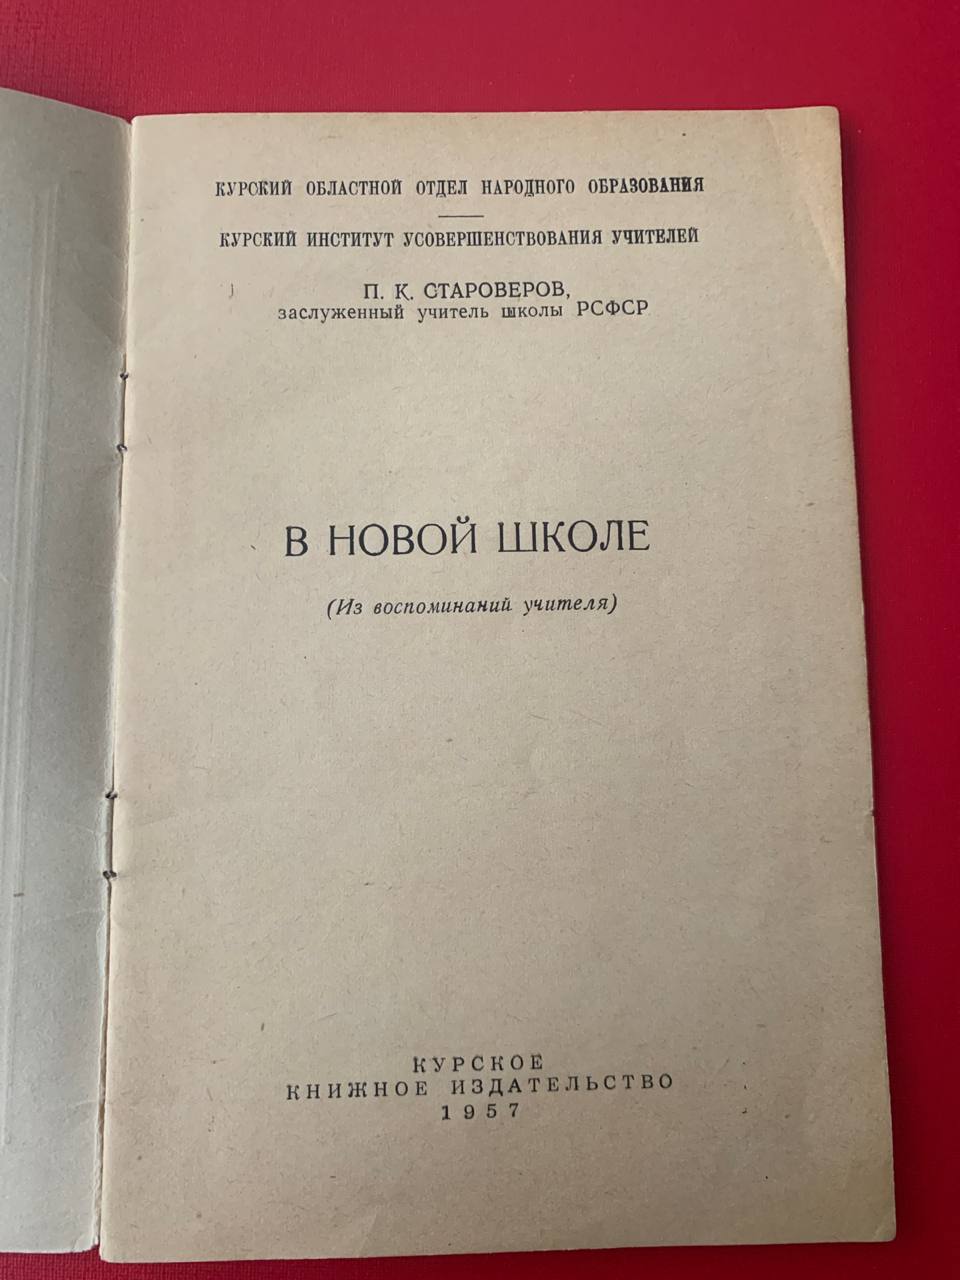 КУРСКИЙ ОБЛАСТНОЙ ОТДЕЛ НАРОДНОГО ОБРАЗОВАНИЯ
КУРСКИЙ ИНСТИТУТ УСОВЕРШЕНСТВОВАНИЯ УЧИТЕЛЕЙ
П. К. СТАРОВЕРОВ,
заслуженный учитель школы РСФСР
В НОВОЙ ШКОЛЕ
(Из воспоминаний учителя)
КУРСКОЕ
КНИЖНОЕ ИЗДАТЕЛЬСТВО
1957